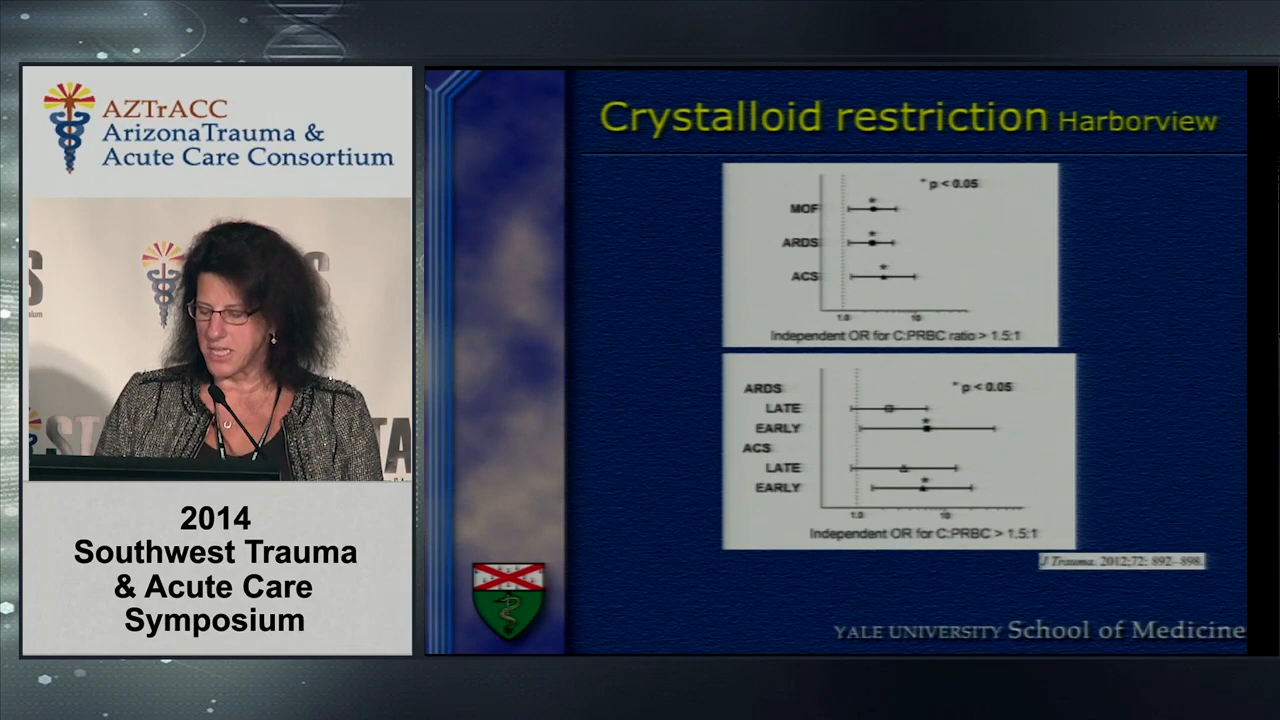 AZTrACC
ArizonaTrauma &
Acute Care Consortium
2014
Southwest Trauma
& Acute Care
Symposium
Crystalloid restriction Harborview
* p < 0.05
MOF
ARDS
ACS
1.0 10
Independent OR for C:PRBC ratio > 1.5:1
* p < 0.05
ARDS
LATE
EARLY
ACS
LATE
EARLY
1.0 10
Independent OR for C:PRBC > 1.5:1
J Trauma. 2012;72: 892–898.
YALE UNIVERSITY School of Medicine